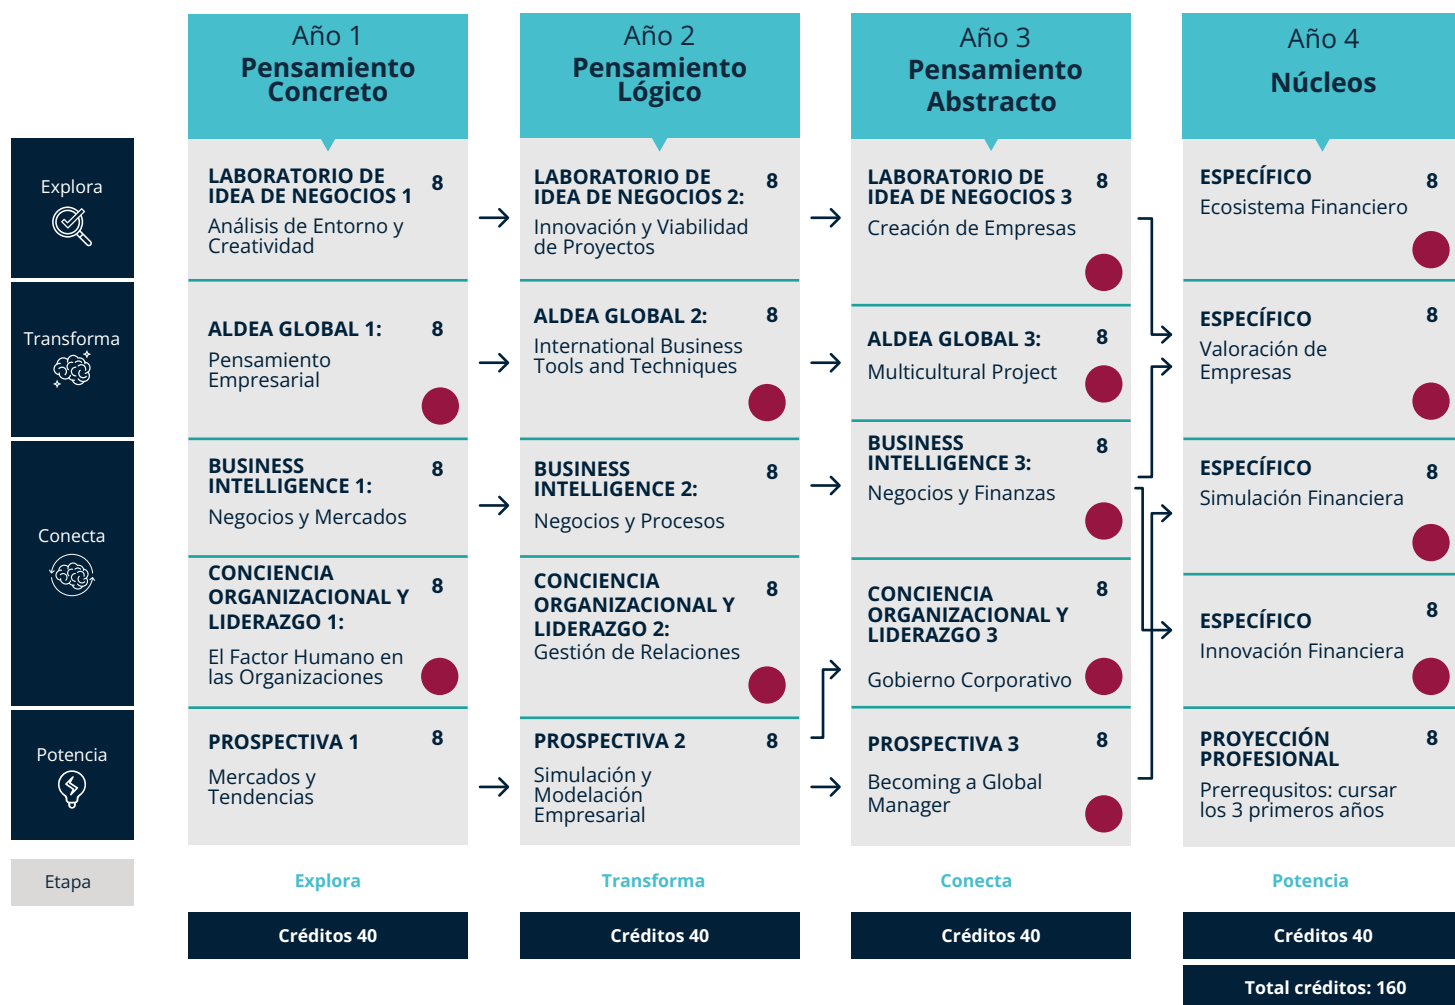 Año 1
Pensamiento
Concreto
Año 2
Pensamiento
Lógico
Año 3
Pensamiento
Abstracto
Año 4
Núcleos
Explora
Transforma
Conecta
Potencia
Etapa
LABORATORIO DE
IDEA DE NEGOCIOS 1
8
Análisis de Entorno y
Creatividad
ALDEA GLOBAL 1:
8
Pensamiento
Empresarial
BUSINESS
INTELLIGENCE 1:
8
Negocios y Mercados
CONCIENCIA
ORGANIZACIONAL Y
LIDERAZGO 1:
8
El Factor Humano en
las Organizaciones
PROSPECTIVA 1
8
Mercados y
Tendencias
Explora
Créditos 40
LABORATORIO DE
IDEA DE NEGOCIOS 2:
8
Innovación y Viabilidad
de Proyectos
ALDEA GLOBAL 2:
8
International Business
Tools and Techniques
BUSINESS
INTELLIGENCE 2:
8
Negocios y Procesos
CONCIENCIA
ORGANIZACIONAL Y
LIDERAZGO 2:
8
Gestión de Relaciones
PROSPECTIVA 2
8
Simulación y
Modelación
Empresarial
Transforma
Créditos 40
LABORATORIO DE
IDEA DE NEGOCIOS 3
8
Creación de Empresas
ALDEA GLOBAL 3:
8
Multicultural Project
BUSINESS
INTELLIGENCE 3:
8
Negocios y Finanzas
CONCIENCIA
ORGANIZACIONAL Y
LIDERAZGO 3
8
Gobierno Corporativo
PROSPECTIVA 3
8
Becoming a Global
Manager
Conecta
Créditos 40
ESPECÍFICO
8
Ecosistema Financiero
ESPECÍFICO
8
Valoración de
Empresas
ESPECÍFICO
8
Simulación Financiera
ESPECÍFICO
8
Innovación Financiera
PROYECCIÓN
PROFESIONAL
8
Prerrequsitos: cursar
los 3 primeros años
Potencia
Créditos 40
Total créditos: 160